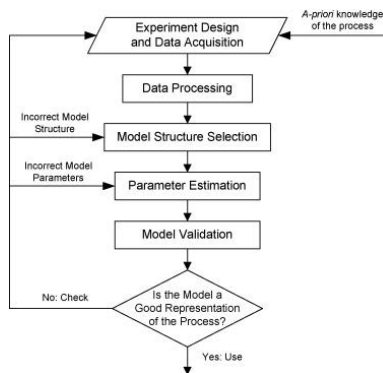 Experiment Design
and Data Acquisition
A-priori knowledge
of the process
Data Processing
Incorrect Model
Structure
Model Structure Selection
Incorrect Model
Parameters
Parameter Estimation
Model Validation
Is the Model a
Good Representation
of the Process?
No: Check
Yes: Use